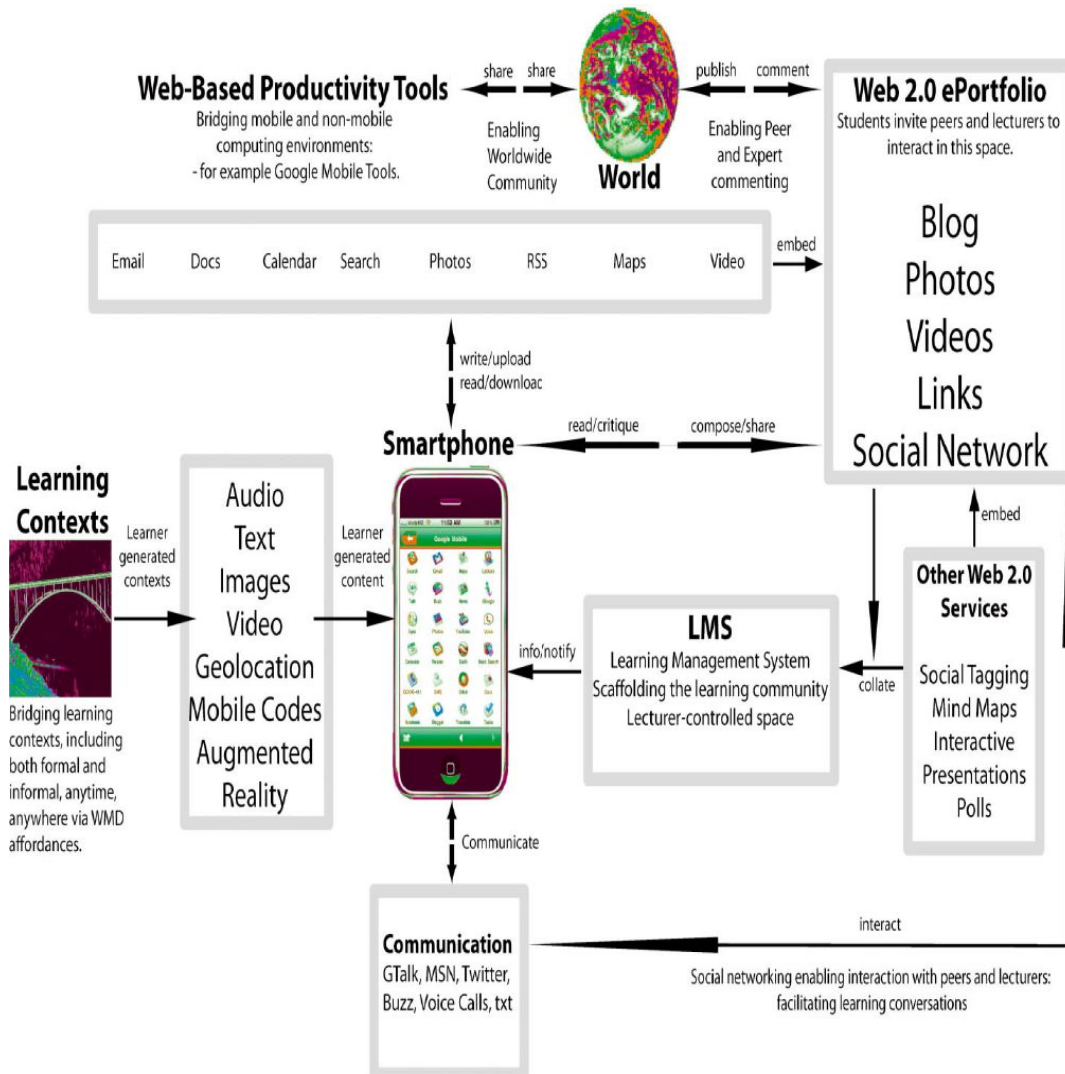 share share
publish comment
Web-Based Productivity Tools
Bridging mobile and non-mobile
computing environments:
- for example Google Mobile Tools.
Enabling
Worldwide
Community
World
Enabling Peer
and Expert
commenting
Web 2.0 ePortfolio
Students invite peers and lecturers to
interact in this space.
Blog
Photos
Videos
Links
Social Network
Email Docs Calendar Search Photos RSS Maps Video
embed
write/upload
read/downloac
read/critique compose/share
Smartphone
Learning
Contexts
Learner
generated
contexts
Audio
Text
Images
Video
Geolocation
Mobile Codes
Augmented
Reality
Learner
generated
content
11:52 AM
Google Mobile
Bridging learning
contexts, including
both formal and
informal, anytime,
anywhere via WMD
affordances.
info/notify
LMS
Learning Management System
Scaffolding the learning community
Lecturer-controlled space
collate
embed
Other Web 2.0
Services
Social Tagging
Mind Maps
Interactive
Presentations
Polls
Communicate
Communication
GTalk, MSN, Twitter,
Buzz, Voice Calls, txt
interact
Social networking enabling interaction with peers and lecturers:
facilitating learning conversations